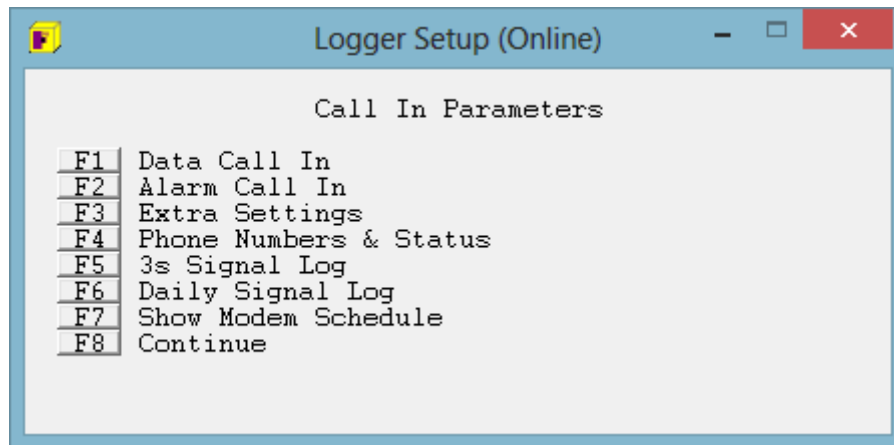 Logger Setup (Online)
Call In Parameters
F1 Data Call In
F2 Alarm Call In
F3 Extra Settings
F4 Phone Numbers & Status
F5 3s Signal Log
F6 Daily Signal Log
F7 Show Modem Schedule
F8 Continue